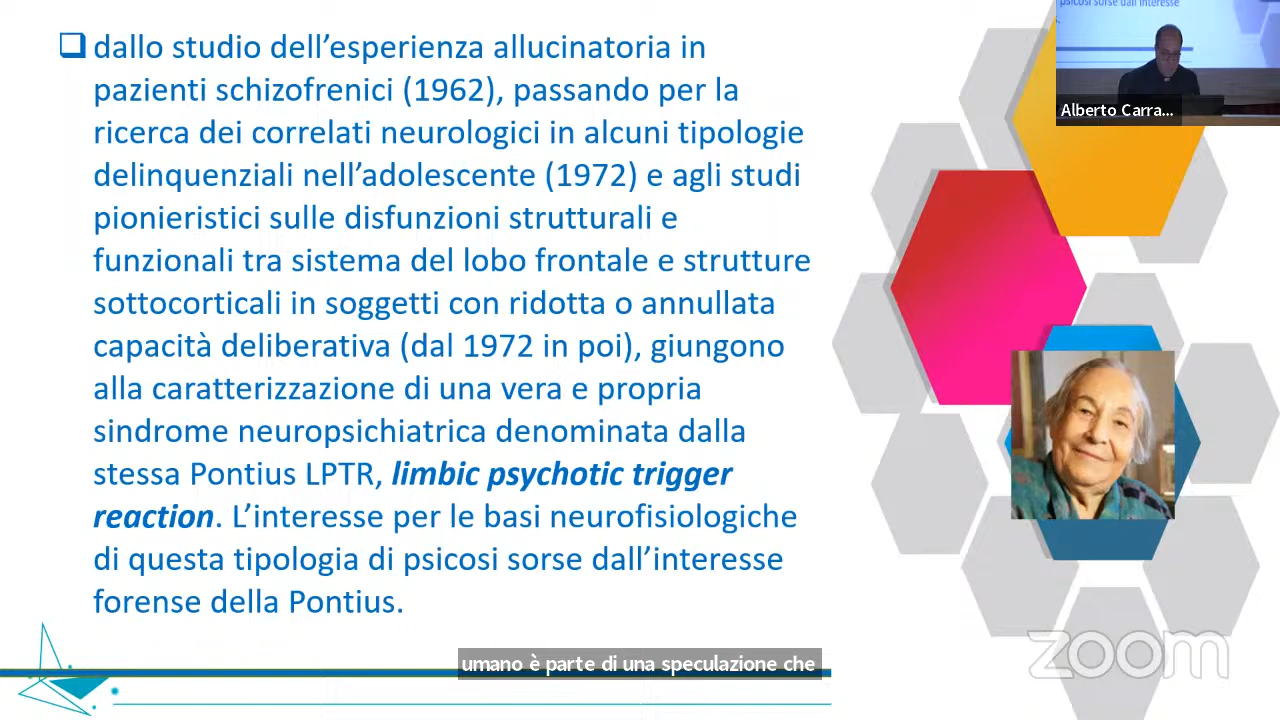 psicosi sorse dall'interesse
Alberto Carra...
dallo studio dell’esperienza allucinatoria in
pazienti schizofrenici (1962), passando per la
ricerca dei correlati neurologici in alcuni tipologie
delinquenziali nell’adolescente (1972) e agli studi
pionieristici sulle disfunzioni strutturali e
funzionali tra sistema del lobo frontale e strutture
sottocorticali in soggetti con ridotta o annullata
capacità deliberativa (dal 1972 in poi), giungono
alla caratterizzazione di una vera e propria
sindrome neuropsichiatrica denominata dalla
stessa Pontius LPTR, limbic psychotic trigger
reaction. L’interesse per le basi neurofisiologiche
di questa tipologia di psicosi sorse dall’interesse
forense della Pontius.
umano è parte di una speculazione che
zoom